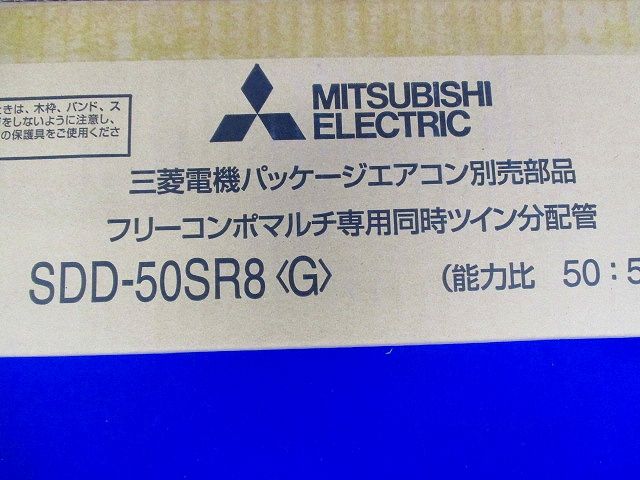 ときは、木枠、バンド、ス
をしないように注意し、
の保護具をご使用くださ
MITSUBISHI
ELECTRIC
三菱電機パッケージエアコン別売部品
フリーコンポマルチ専用同時ツイン分配管
SDD-50SR8〈G〉 (能力比 50:5